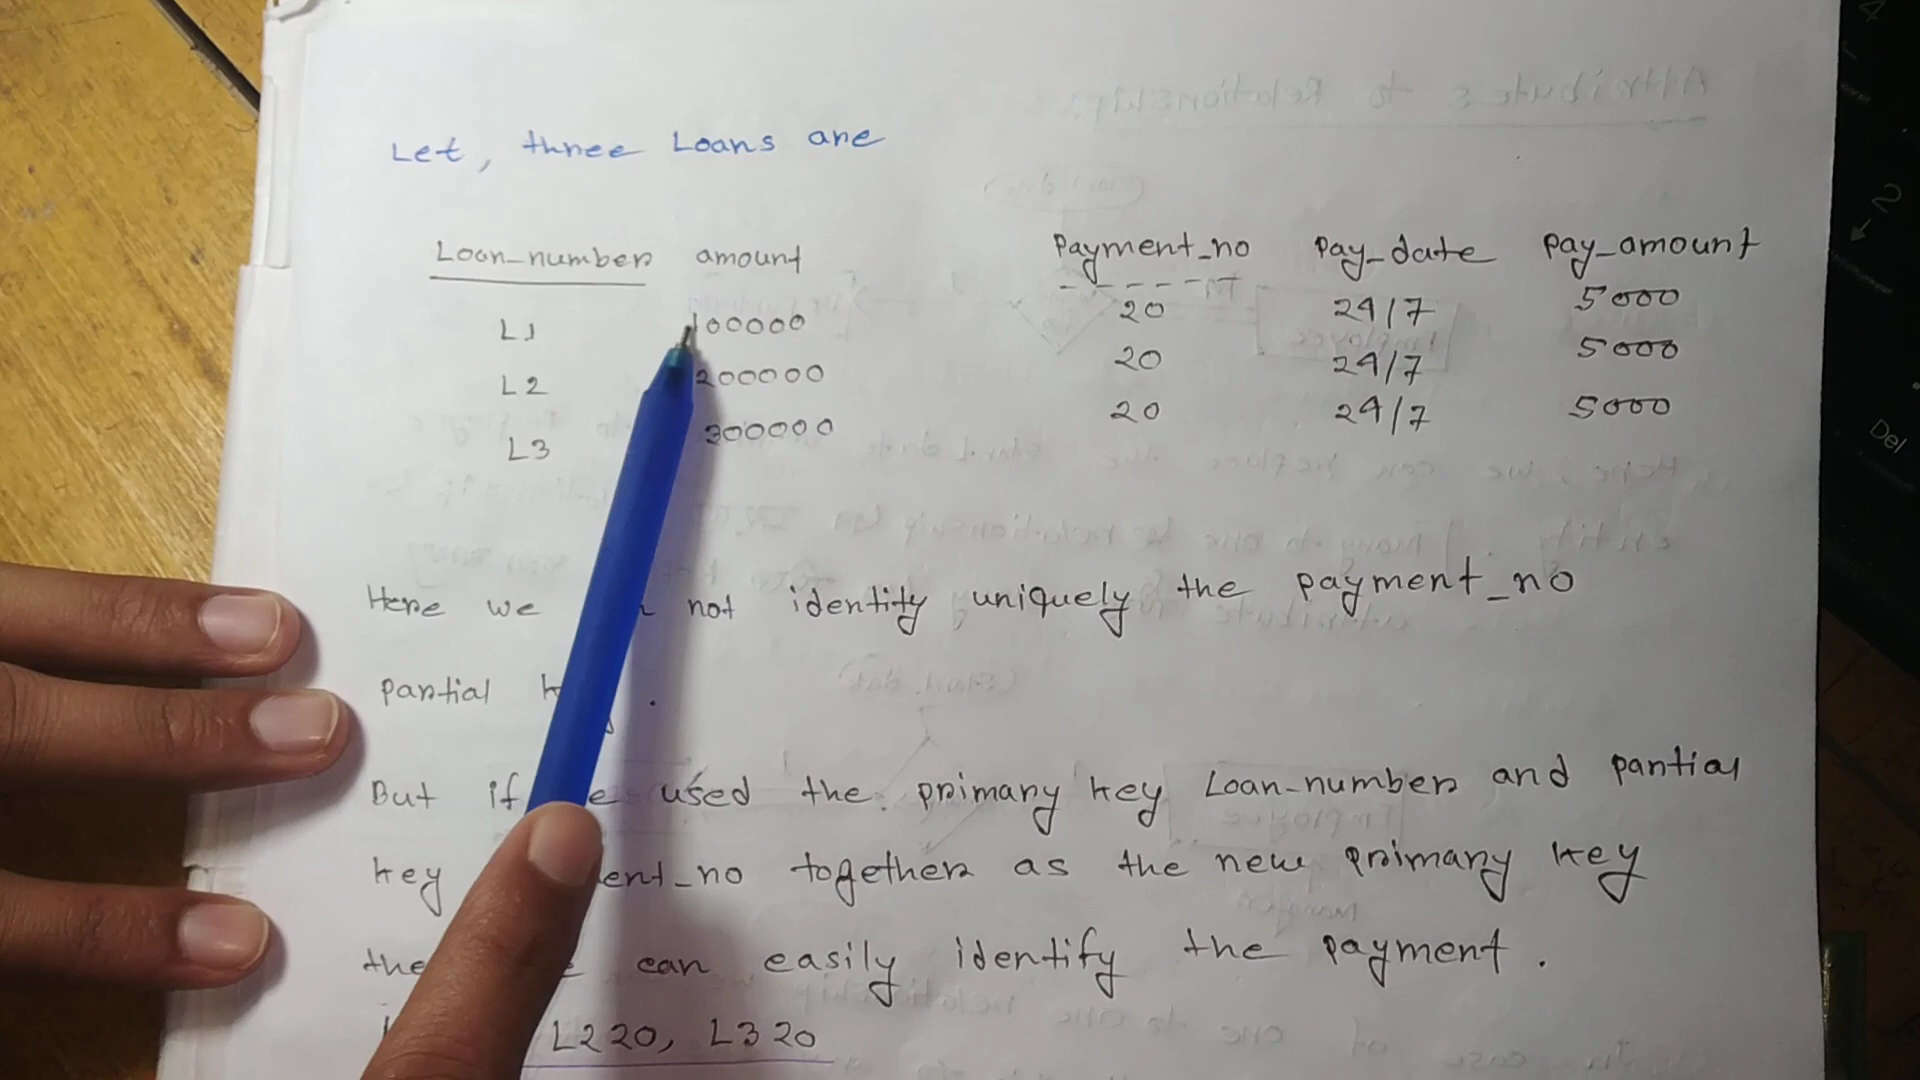 Let, three Loans are
Loan_number amount Payment_no Pay_date Pay_amount
L1 100000 20 24/7 5000
L2 200000 20 24/7 5000
L3 300000 20 24/7 5000
Here we not identity uniquely the payment_no
partial
But if used the primary key Loan-number and partial
key ent_no together as the new primary key
the can easily identify the payment.
L220, L320
Del